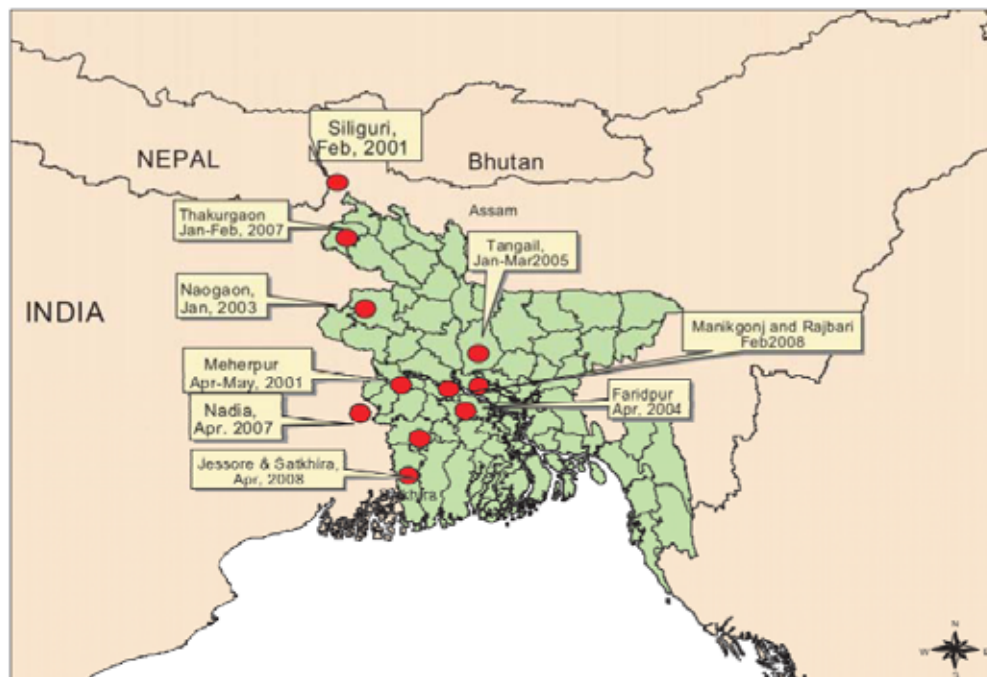 Siliguri,
Feb, 2001
NEPAL
Bhutan
Thakurgaon
Jan-Feb, 2007
Assam
Tangail,
Jan-Mar2005
Naogaon,
Jan, 2003
INDIA
Manikgonj and Rajbari
Feb2008
Meherpur
Apr-May, 2001
Faridpur
Apr, 2004
Nadia,
Apr. 2007
Jessore & Satkhira,
Apr, 2008
N
W
E
S